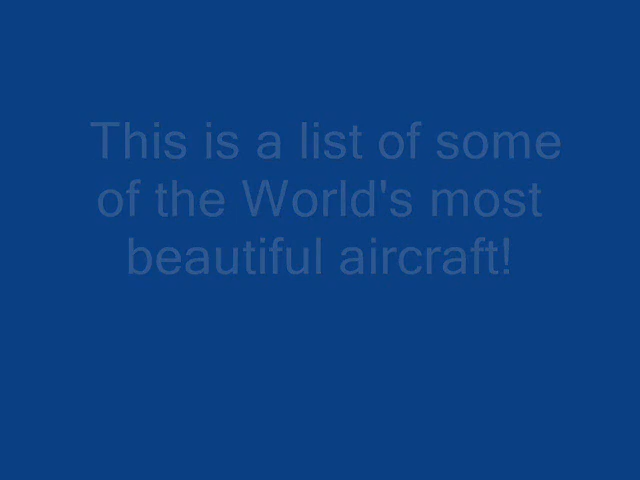 This is a list of some
of the World's most
beautiful aircraft!